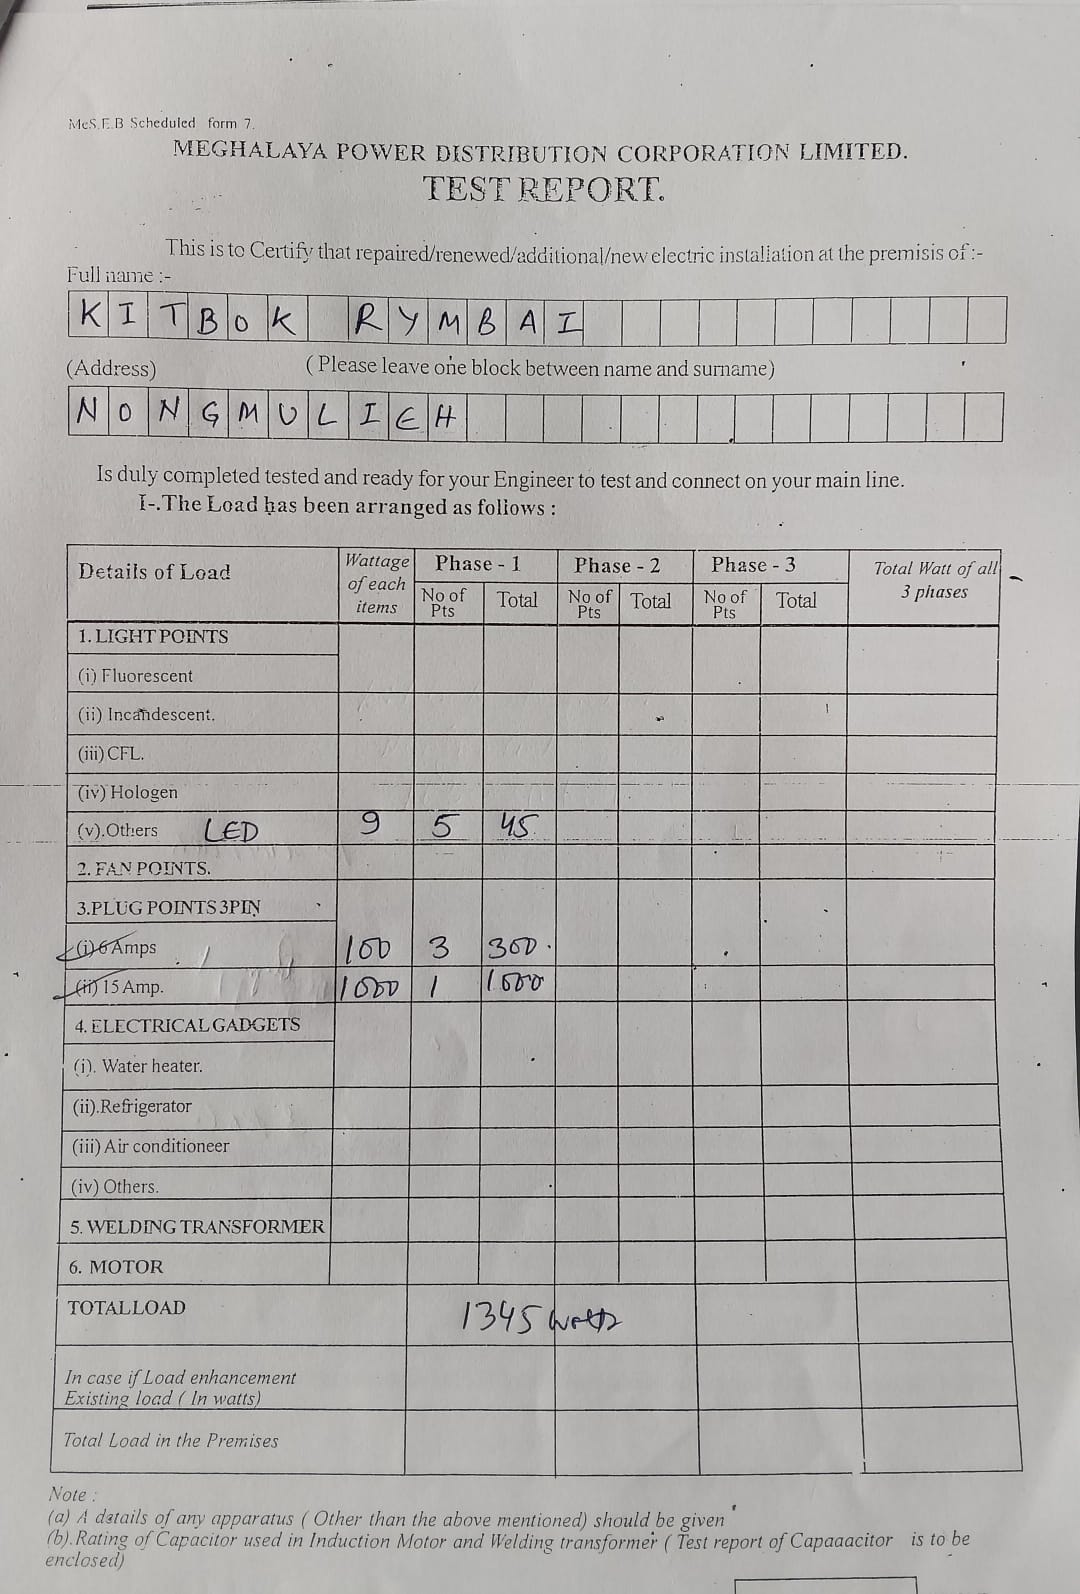 MeS.E.B Scheduled form 7.
MEGHALAYA POWER DISTRIBUTION CORPORATION LIMITED.
TEST REPORT.
This is to Certify that repaired/renewed/additional/new electric installation at the premisis of :-
Full name :-
KITBOK RYMBAI
(Address) ( Please leave one block between name and surname)
NONGMULIEH
Is duly completed tested and ready for your Engineer to test and connect on your main line.
I-.The Load has been arranged as follows :
Details of Load Wattage of each items Phase - 1 Phase - 2 Phase - 3 Total Watt of all 3 phases
No of Pts Total No of Pts Total No of Pts Total
1. LIGHT POINTS
(i) Fluorescent
(ii) Incandescent.
(iii) CFL.
(iv) Hologen
(v).Others LED 9 5 45
2. FAN POINTS.
3.PLUG POINTS 3PIN
(i) 6 Amps 100 3 300
(ii) 15 Amp. 1000 1 1000
4. ELECTRICAL GADGETS
(i). Water heater.
(ii).Refrigerator
(iii) Air conditioneer
(iv) Others.
5. WELDING TRANSFORMER
6. MOTOR
TOTAL LOAD 1345 watts
In case if Load enhancement
Existing load ( In watts)
Total Load in the Premises
Note :
(a) A datails of any apparatus ( Other than the above mentioned) should be given
(b).Rating of Capacitor used in Induction Motor and Welding transformer ( Test report of Capaaacitor is to be
enclosed)